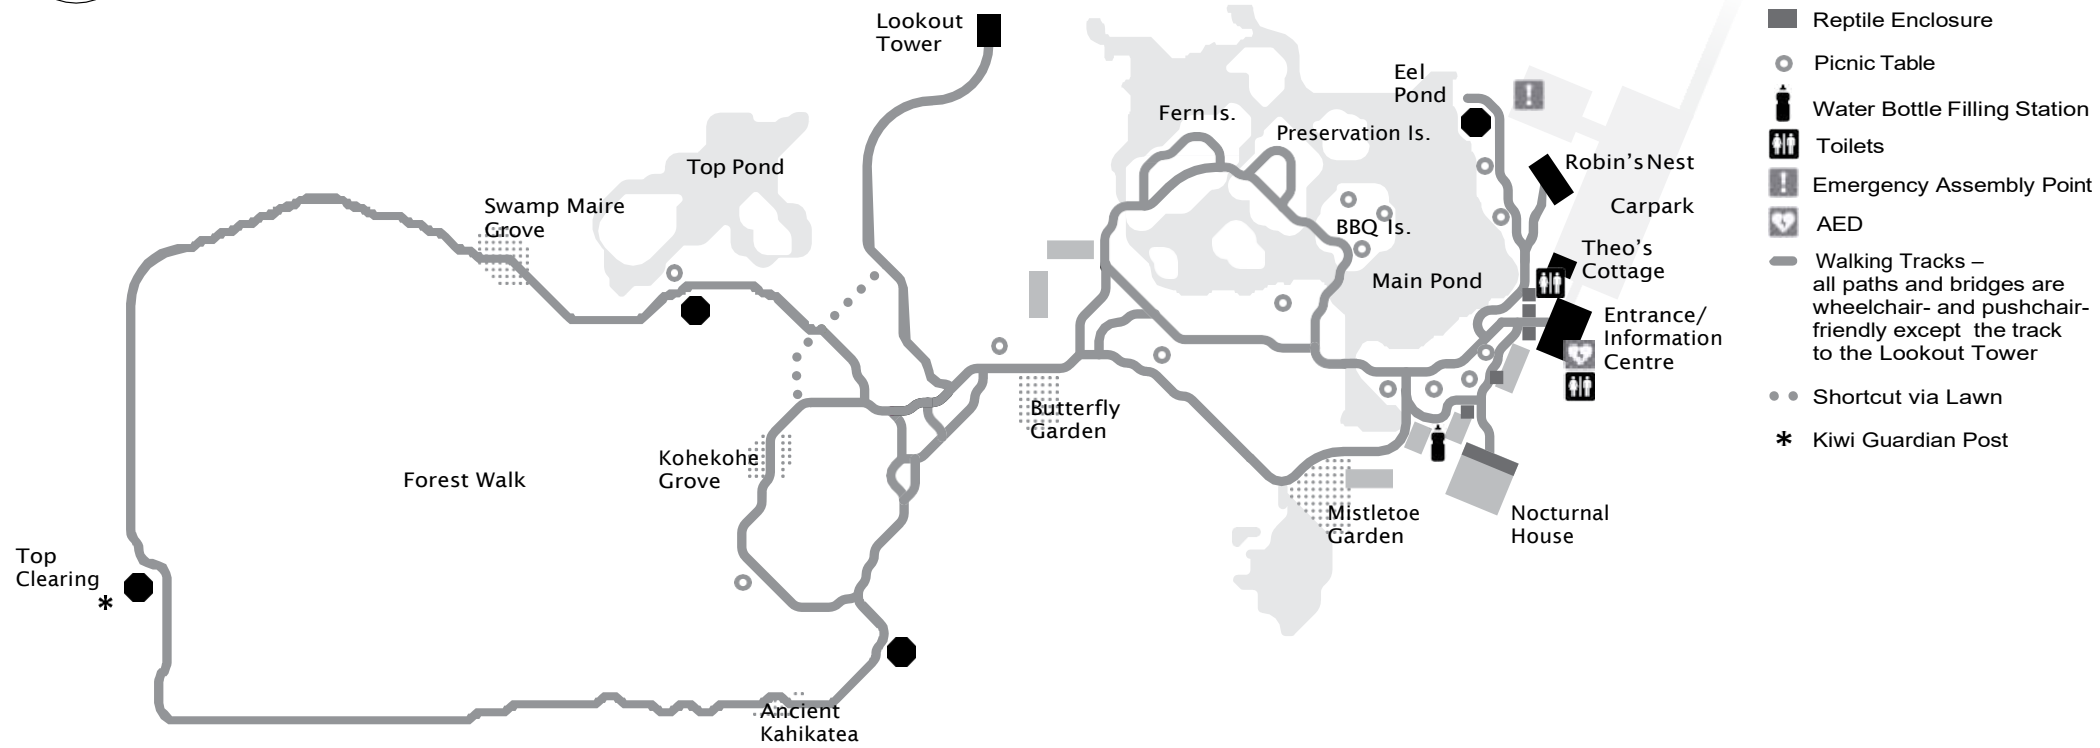 Lookout
Tower
Eel
Pond
Fern Is.
Preservation Is.
Top Pond
Robin's Nest
Swamp Maire
Grove
Carpark
BBQ Is.
Main Pond
Theo's
Cottage
Entrance/
Information
Centre
Butterfly
Garden
Kohekohe
Grove
Forest Walk
Mistletoe
Garden
Nocturnal
House
Top
Clearing
*
Ancient
Kahikatea
Reptile Enclosure
Picnic Table
Water Bottle Filling Station
Toilets
! Emergency Assembly Point
AED
Walking Tracks –
all paths and bridges are
wheelchair- and pushchair-
friendly except the track
to the Lookout Tower
Shortcut via Lawn
* Kiwi Guardian Post
!